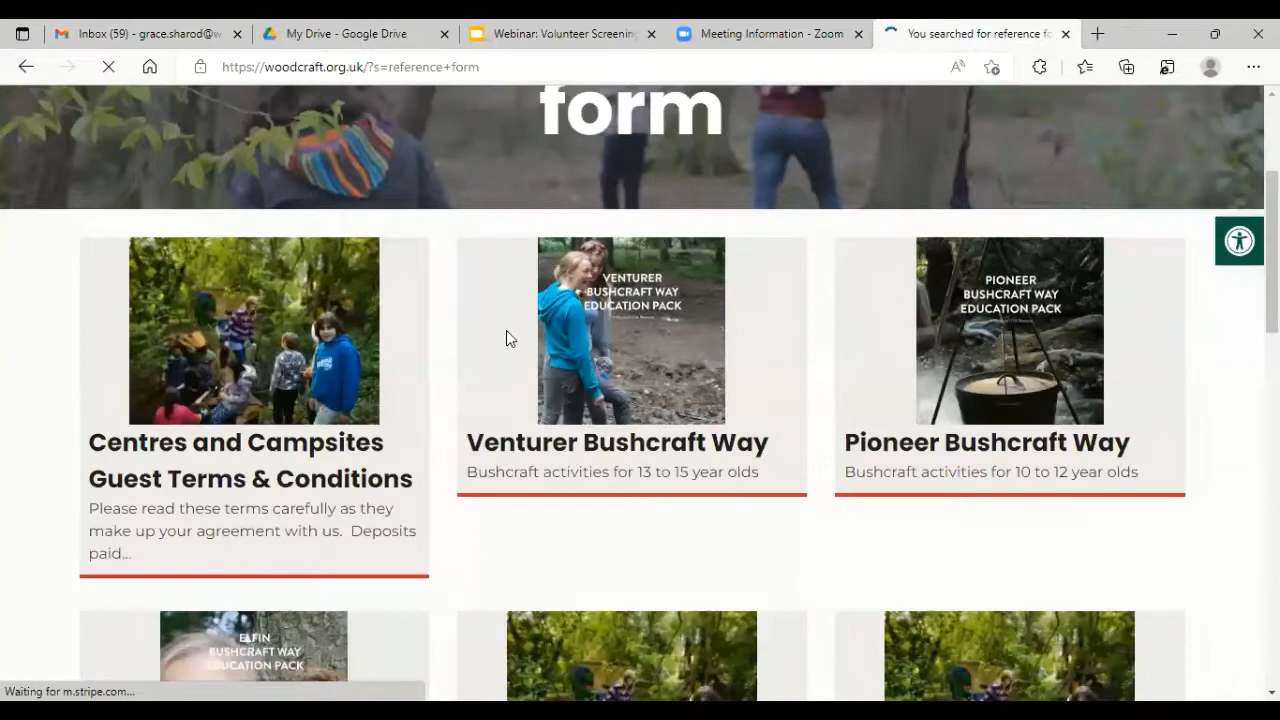 Inbox (59) - grace.sharod@w
My Drive - Google Drive
Webinar: Volunteer Screening
Meeting Information - Zoom
You searched for reference fo
https://woodcraft.org.uk/?s=reference+form
form
VENTURER
BUSHCRAFT WAY
EDUCATION PACK
PIONEER
BUSHCRAFT WAY
EDUCATION PACK
Centres and Campsites
Guest Terms & Conditions
Please read these terms carefully as they
make up your agreement with us. Deposits
paid...
Venturer Bushcraft Way
Bushcraft activities for 13 to 15 year olds
Pioneer Bushcraft Way
Bushcraft activities for 10 to 12 year olds
ELFIN
BUSHCRAFT WAY
EDUCATION PACK
Waiting for m.stripe.com...